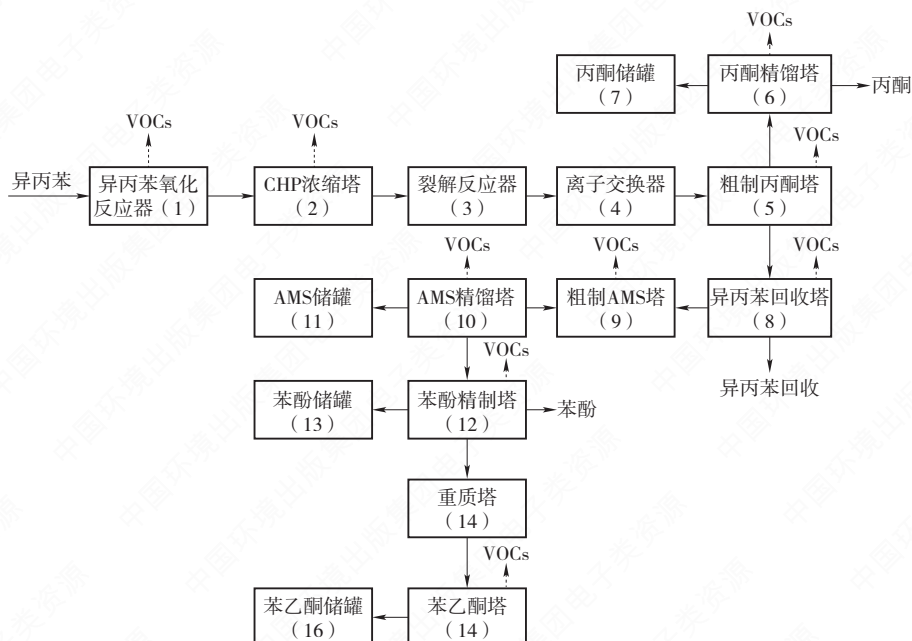 VOCs
丙酮储罐
（7）
丙酮精馏塔
（6）
丙酮
VOCs
VOCs
VOCs
异丙苯
异丙苯氧化
反应器（1）
CHP浓缩塔
（2）
裂解反应器
（3）
离子交换器
（4）
粗制丙酮塔
（5）
VOCs
VOCs
VOCs
AMS储罐
（11）
AMS精馏塔
（10）
粗制AMS塔
（9）
异丙苯回收塔
（8）
VOCs
异丙苯回收
苯酚储罐
（13）
苯酚精制塔
（12）
苯酚
重质塔
（14）
VOCs
苯乙酮储罐
（16）
苯乙酮塔
（14）